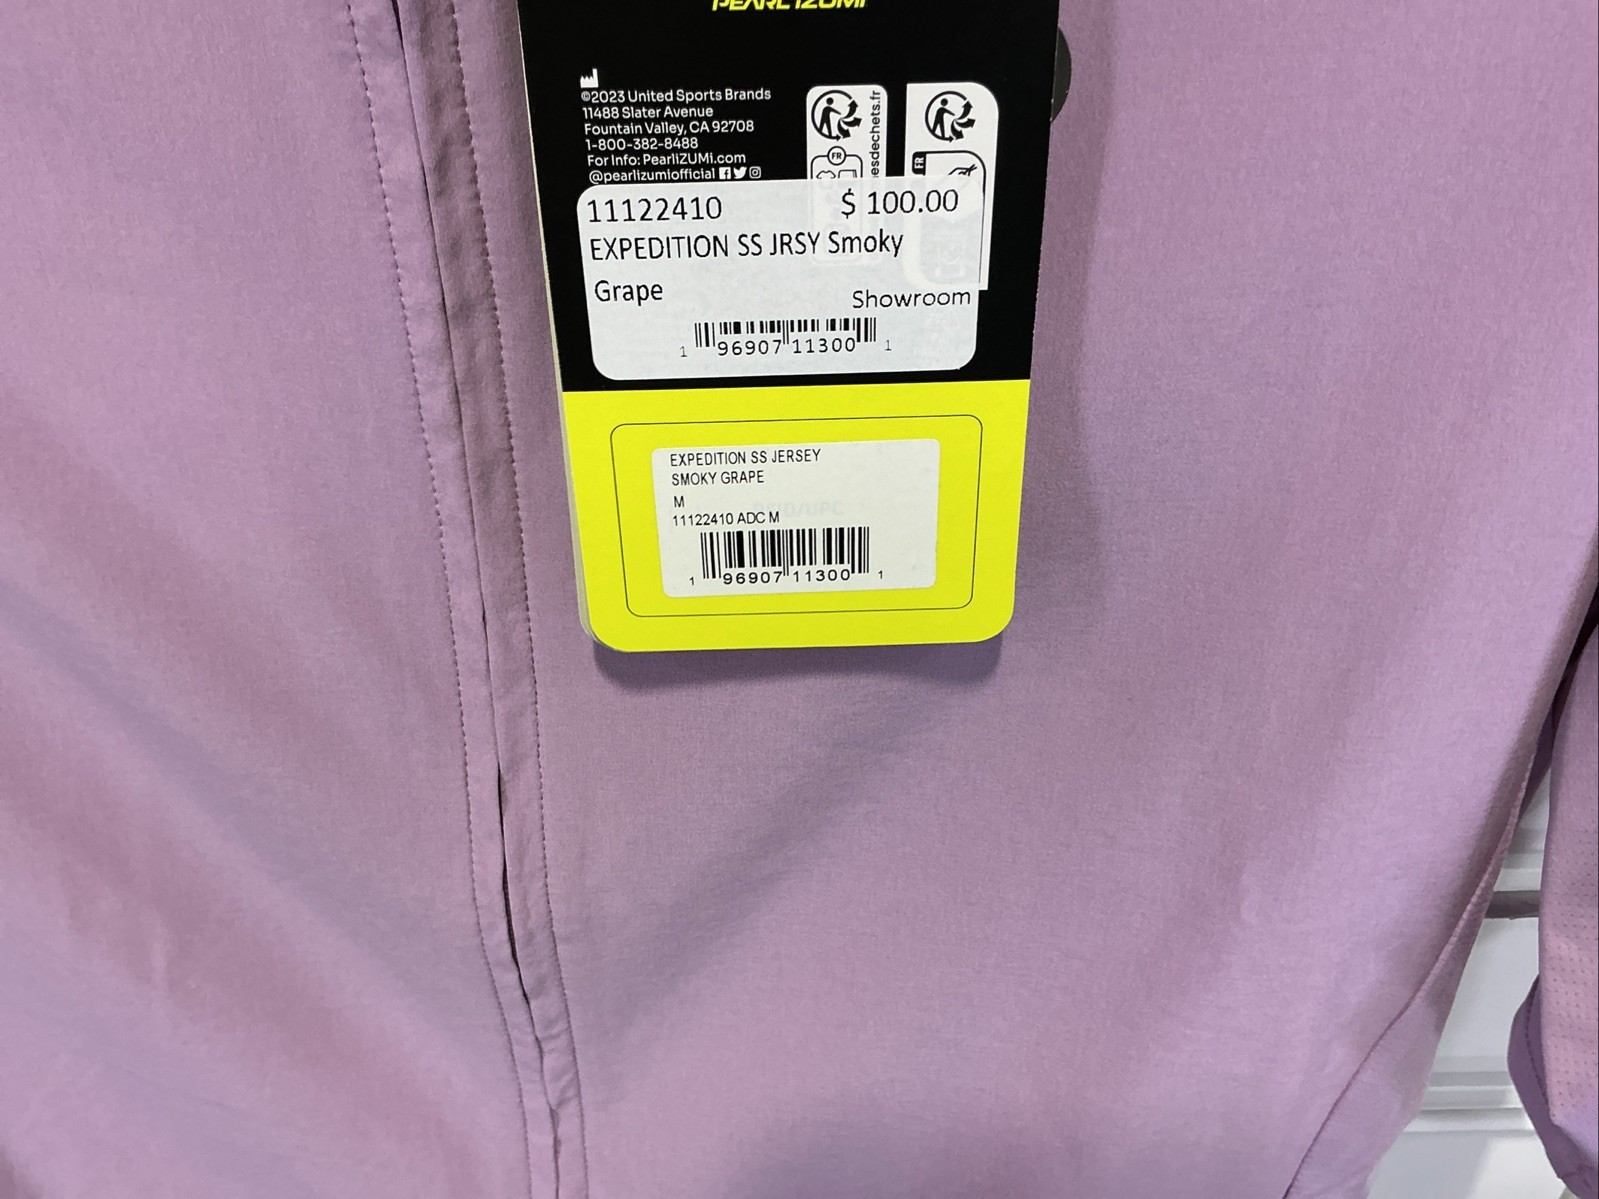 PEARL iZUMi
©2023 United Sports Brands
11488 Slater Avenue
Fountain Valley, CA 92708
1-800-382-8488
For Info: PearliZUMi.com
@pearlizumiofficial
FR
FR
11122410 $ 100.00
EXPEDITION SS JRSY Smoky
Grape
Showroom
1 96907 11300 1
EXPEDITION SS JERSEY
SMOKY GRAPE
M
11122410 ADC M
1 96907 11300 1